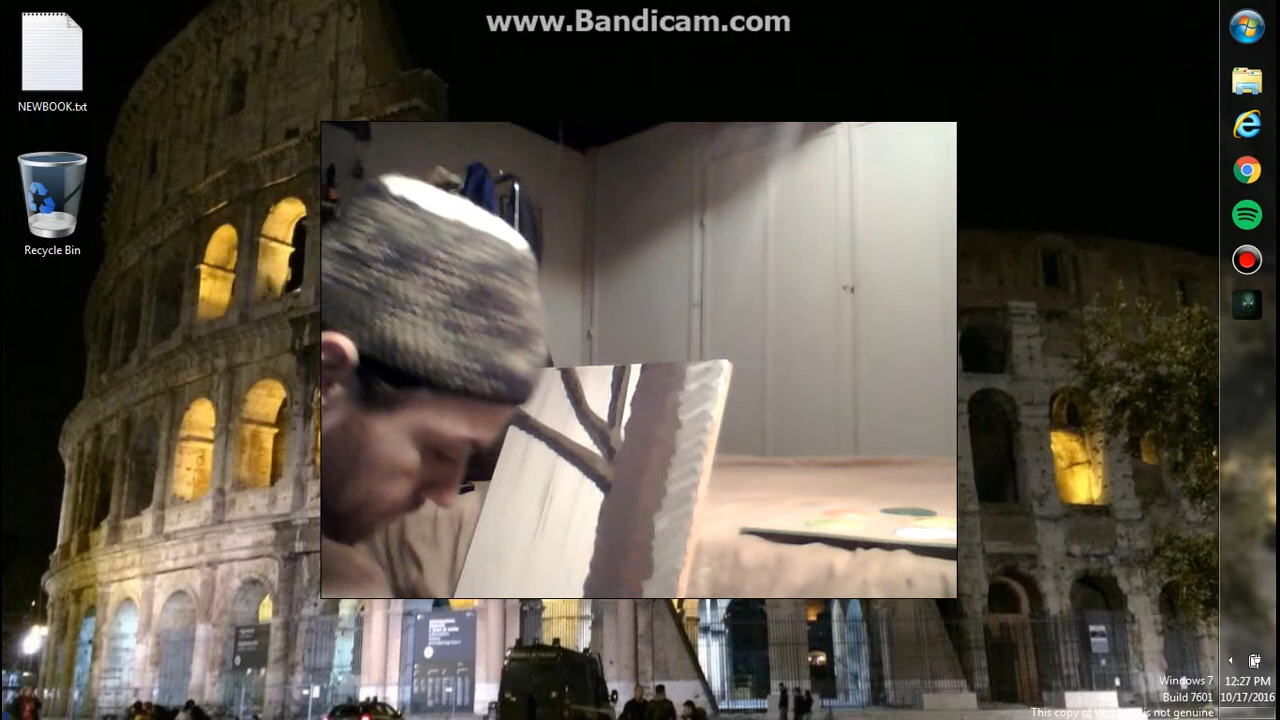 www.Bandicam.com
NEWBOOK.txt
Recycle Bin
Windows 7
Build 7601
This copy of Windows is not genuine
12:27 PM
10/17/2016